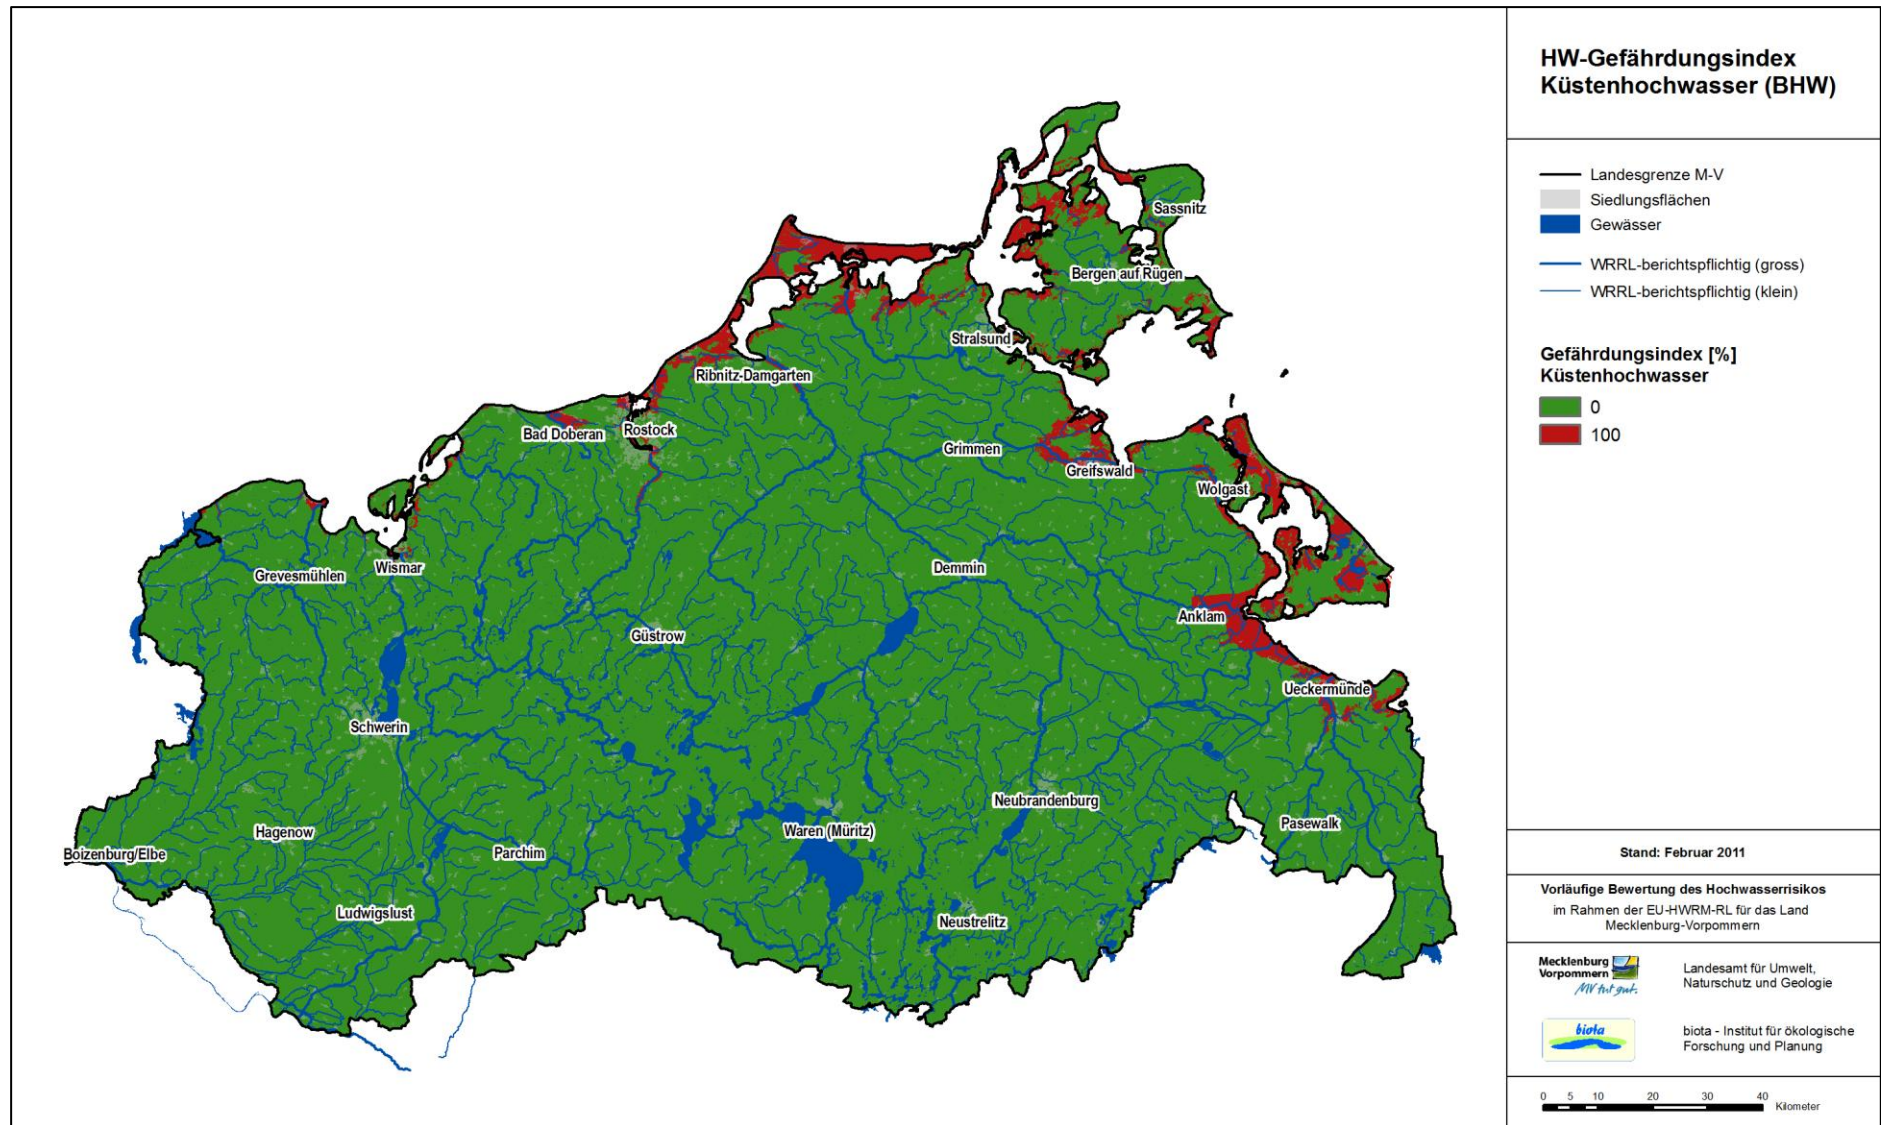 HW-Gefährdungsindex
Küstenhochwasser (BHW)
Landesgrenze M-V
Siedlungsflächen
Gewässer
WRRL-berichtspflichtig (gross)
WRRL-berichtspflichtig (klein)
Gefährdungsindex [%]
Küstenhochwasser
0
100
Sassnitz
Bergen auf Rügen
Stralsund
Ribnitz-Damgarten
Bad Doberan
Rostock
Grimmen
Greifswald
Wolgast
Grevesmühlen
Wismar
Demmin
Anklam
Güstrow
Ueckermünde
Schwerin
Neubrandenburg
Hagenow
Waren (Müritz)
Pasewalk
Boizenburg/Elbe
Parchim
Ludwigslust
Neustrelitz
Stand: Februar 2011
Vorläufige Bewertung des Hochwasserrisikos
im Rahmen der EU-HWRM-RL für das Land
Mecklenburg-Vorpommern
Mecklenburg
Vorpommern
MV tut gut.
Landesamt für Umwelt,
Naturschutz und Geologie
biota
biota - Institut für ökologische
Forschung und Planung
0 5 10 20 30 40
Kilometer